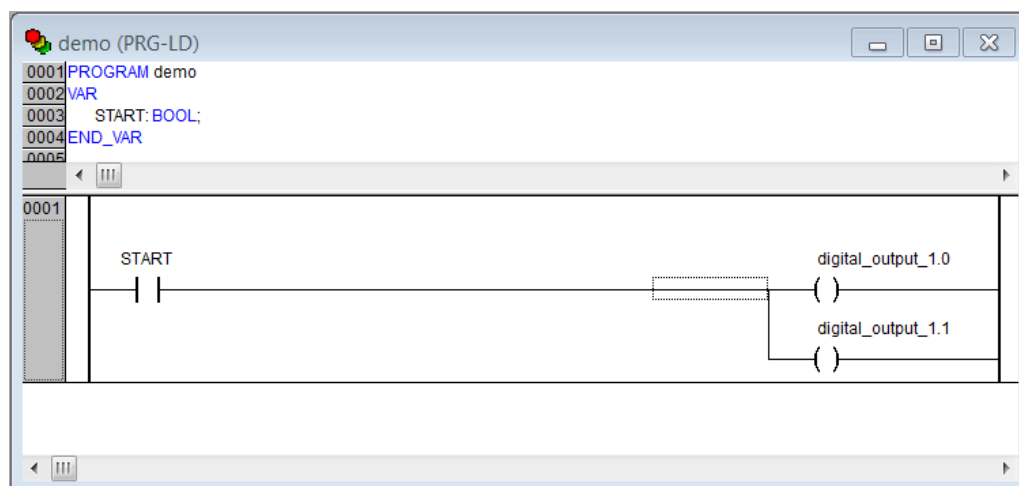 demo (PRG-LD)
0001 PROGRAM demo
0002 VAR
0003 START: BOOL;
0004 END_VAR
0005
0001
START
digital_output_1.0
digital_output_1.1